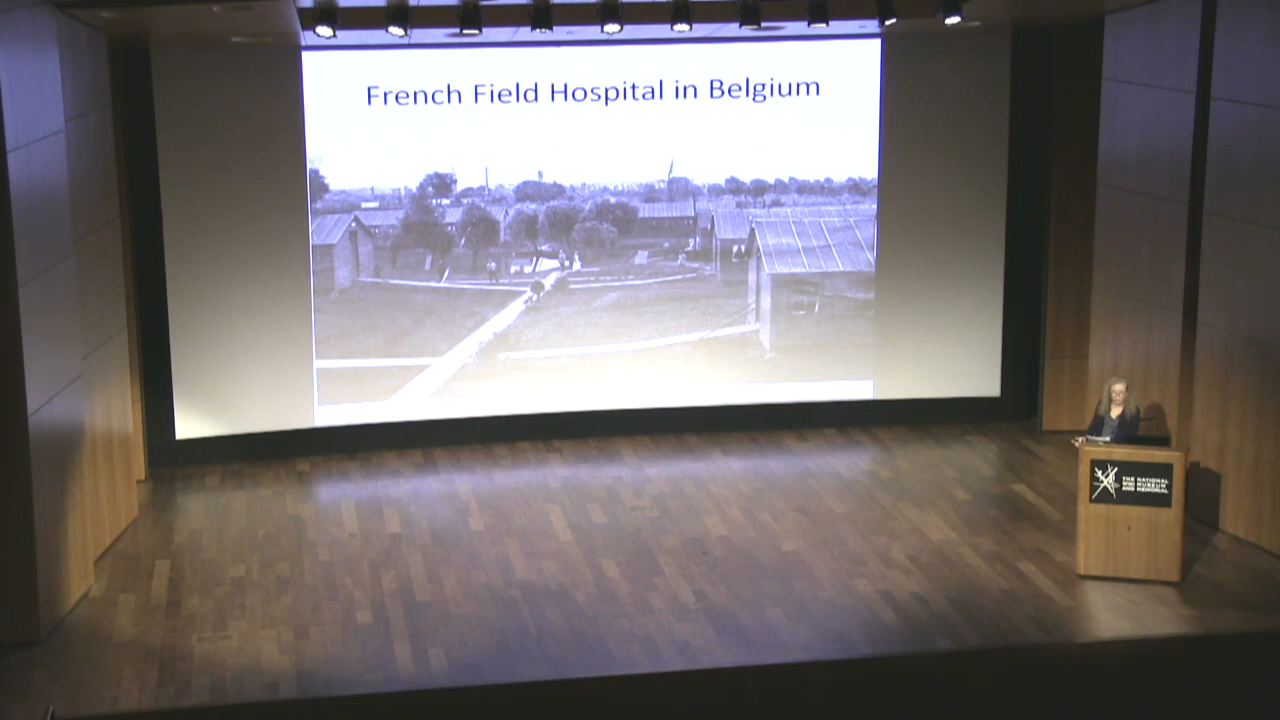 French Field Hospital in Belgium
THE NATIONAL
WWI MUSEUM
AND MEMORIAL